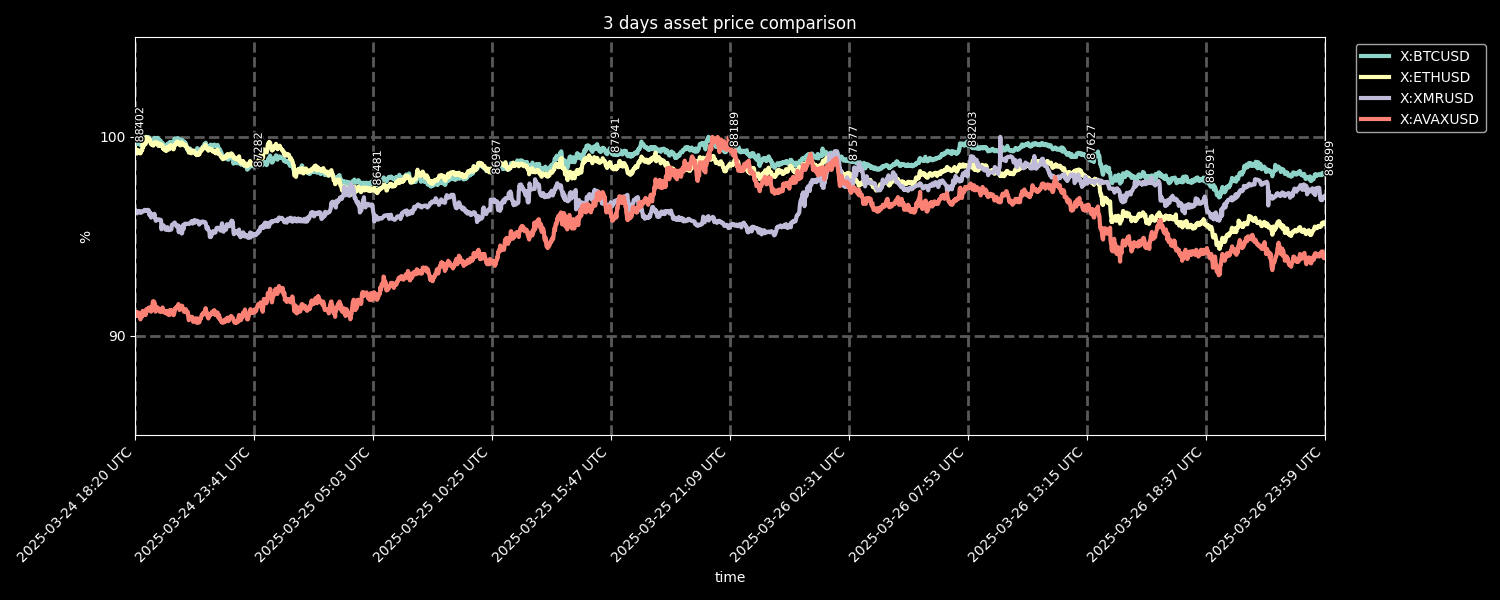 3 days asset price comparison
X:BTCUSD
X:ETHUSD
X:XMRUSD
X:AVAXUSD
100
90
%
88402
87282
86481
86967
87941
88189
87577
88203
87627
86591
86899
2025-03-24 18:20 UTC
2025-03-24 23:41 UTC
2025-03-25 05:03 UTC
2025-03-25 10:25 UTC
2025-03-25 15:47 UTC
2025-03-25 21:09 UTC
2025-03-26 02:31 UTC
2025-03-26 07:53 UTC
2025-03-26 13:15 UTC
2025-03-26 18:37 UTC
2025-03-26 23:59 UTC
time